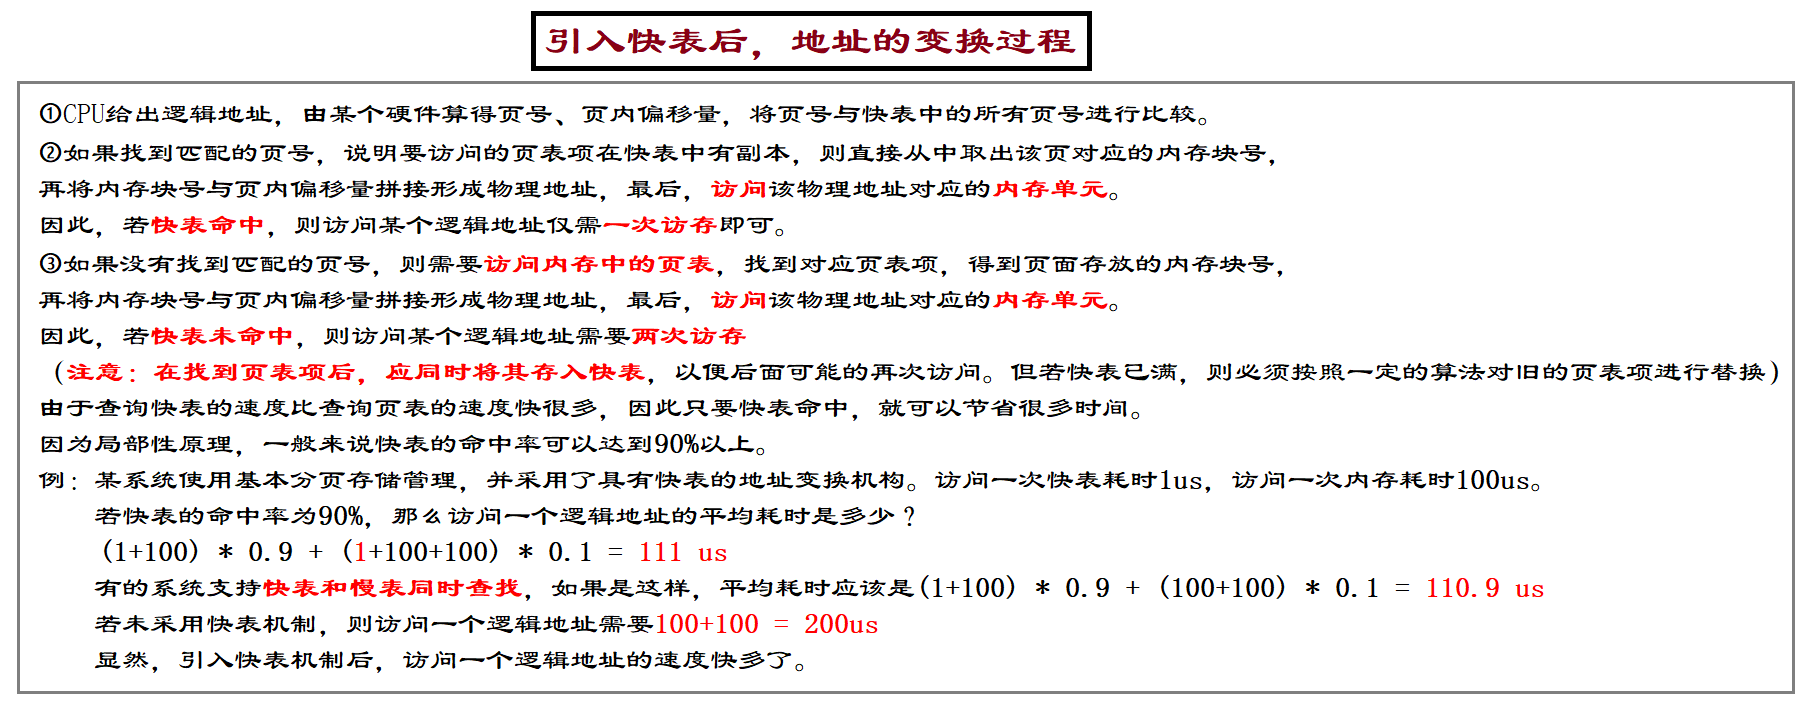 引入快表后，地址的变换过程
①CPU给出逻辑地址，由某个硬件算得页号、页内偏移量，将页号与快表中的所有页号进行比较。
②如果找到匹配的页号，说明要访问的页表项在快表中有副本，则直接从中取出该页对应的内存块号，
再将内存块号与页内偏移量拼接形成物理地址，最后，访问该物理地址对应的内存单元。
因此，若快表命中，则访问某个逻辑地址仅需一次访存即可。
③如果没有找到匹配的页号，则需要访问内存中的页表，找到对应页表项，得到页面存放的内存块号，
再将内存块号与页内偏移量拼接形成物理地址，最后，访问该物理地址对应的内存单元。
因此，若快表未命中，则访问某个逻辑地址需要两次访存
（注意：在找到页表项后，应同时将其存入快表，以便后面可能的再次访问。但若快表已满，则必须按照一定的算法对旧的页表项进行替换）
由于查询快表的速度比查询页表的速度快很多，因此只要快表命中，就可以节省很多时间。
因为局部性原理，一般来说快表的命中率可以达到90%以上。
例：某系统使用基本分页存储管理，并采用了具有快表的地址变换机构。访问一次快表耗时1us，访问一次内存耗时100us。
若快表的命中率为90%，那么访问一个逻辑地址的平均耗时是多少？
(1+100) * 0.9 + (1+100+100) * 0.1 = 111 us
有的系统支持快表和慢表同时查找，如果是这样，平均耗时应该是(1+100) * 0.9 + (100+100) * 0.1 = 110.9 us
若未采用快表机制，则访问一个逻辑地址需要100+100 = 200us
显然，引入快表机制后，访问一个逻辑地址的速度快多了。